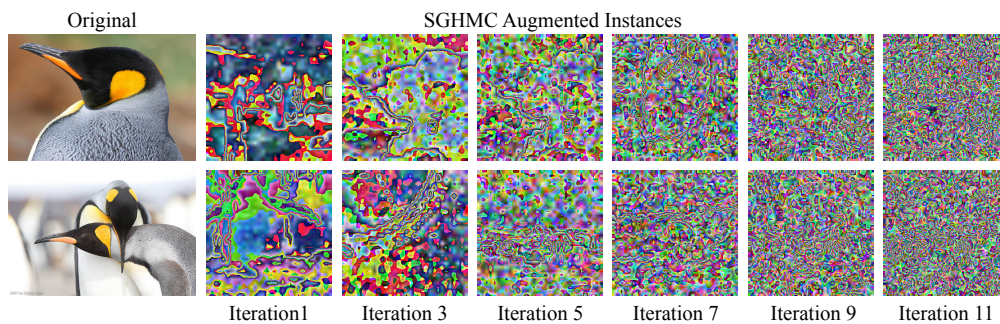 Original
SGHMC Augmented Instances
Iteration1
Iteration 3
Iteration 5
Iteration 7
Iteration 9
Iteration 11